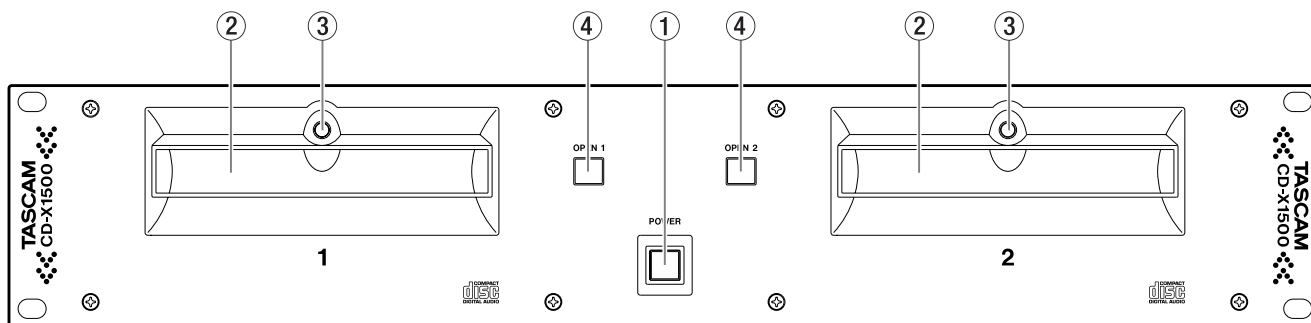 ② ③ ④ ① ④ ② ③
OPEN 1
OPEN 2
TASCAM
CD-X1500
POWER
TASCAM
CD-X1500
1
2
COMPACT
disc
DIGITAL AUDIO
COMPACT
disc
DIGITAL AUDIO